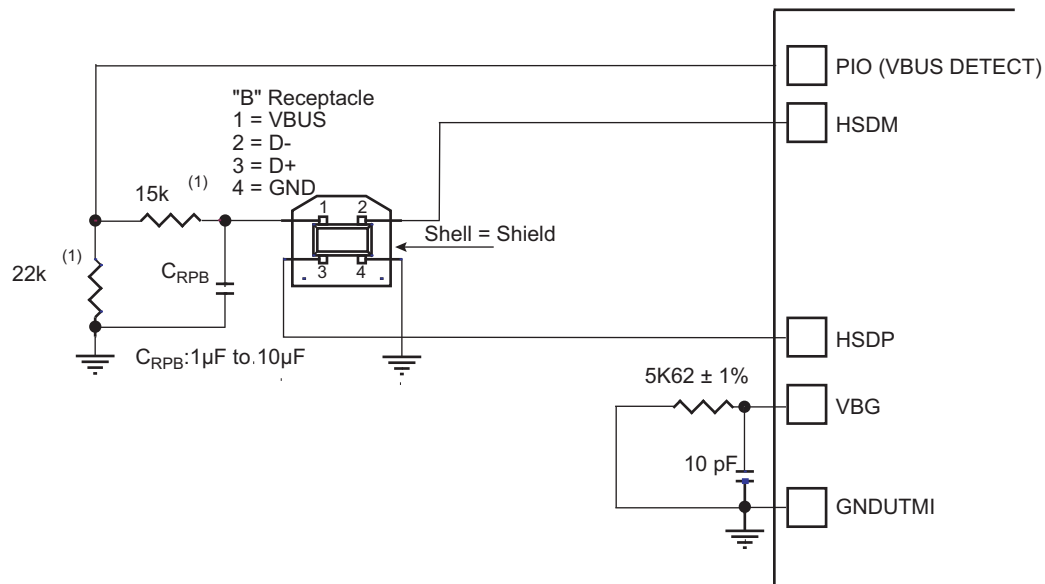 PIO (VBUS DETECT)
"B" Receptacle
1 = VBUS
2 = D-
3 = D+
4 = GND
HSDM
15k (1)
1 2
Shell = Shield
22k (1)
CRPB
3 4
HSDP
CRPB:1µF to 10µF
5K62 ± 1%
VBG
10 pF
GNDUTMI